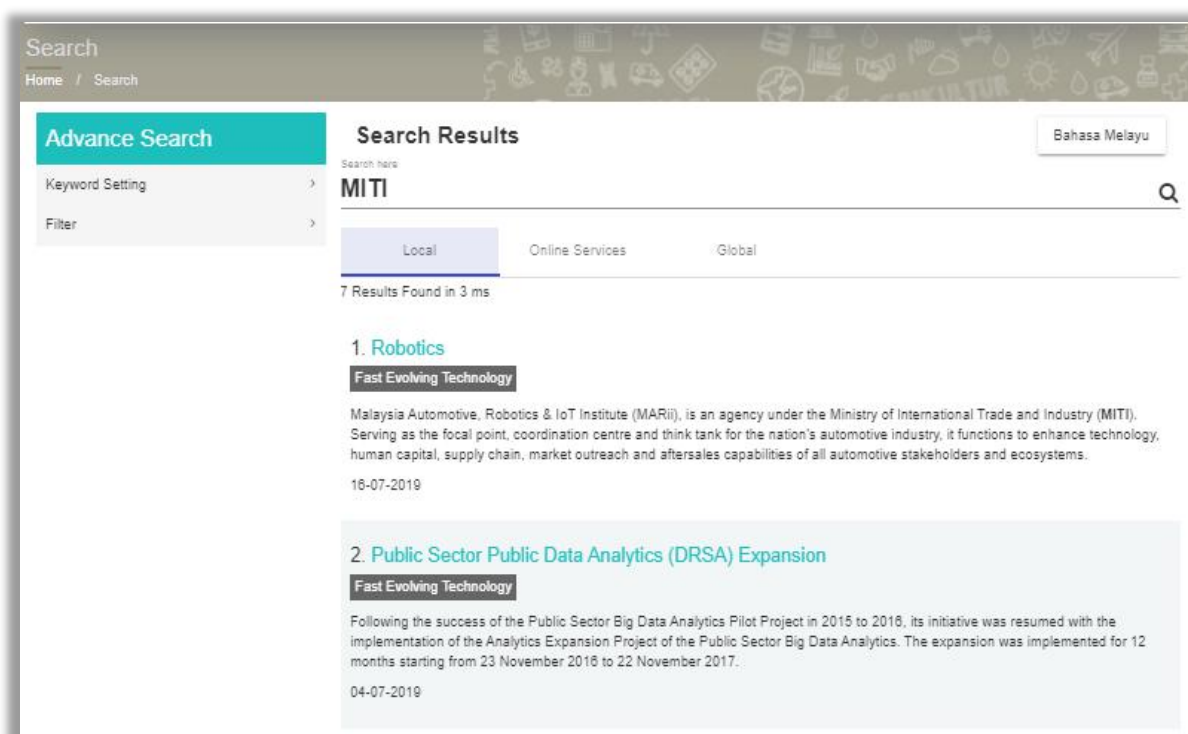 Search
Home / Search
AGRIKULTUR
Advance Search
Keyword Setting
Filter
Search Results
Bahasa Melayu
Search here
MITI
Local
Online Services
Global
7 Results Found in 3 ms
1. Robotics
Fast Evolving Technology
Malaysia Automotive, Robotics & IoT Institute (MARii), is an agency under the Ministry of International Trade and Industry (MITI).
Serving as the focal point, coordination centre and think tank for the nation's automotive industry, it functions to enhance technology,
human capital, supply chain, market outreach and aftersales capabilities of all automotive stakeholders and ecosystems.
16-07-2019
2. Public Sector Public Data Analytics (DRSA) Expansion
Fast Evolving Technology
Following the success of the Public Sector Big Data Analytics Pilot Project in 2015 to 2016, its initiative was resumed with the
implementation of the Analytics Expansion Project of the Public Sector Big Data Analytics. The expansion was implemented for 12
months starting from 23 November 2016 to 22 November 2017.
04-07-2019